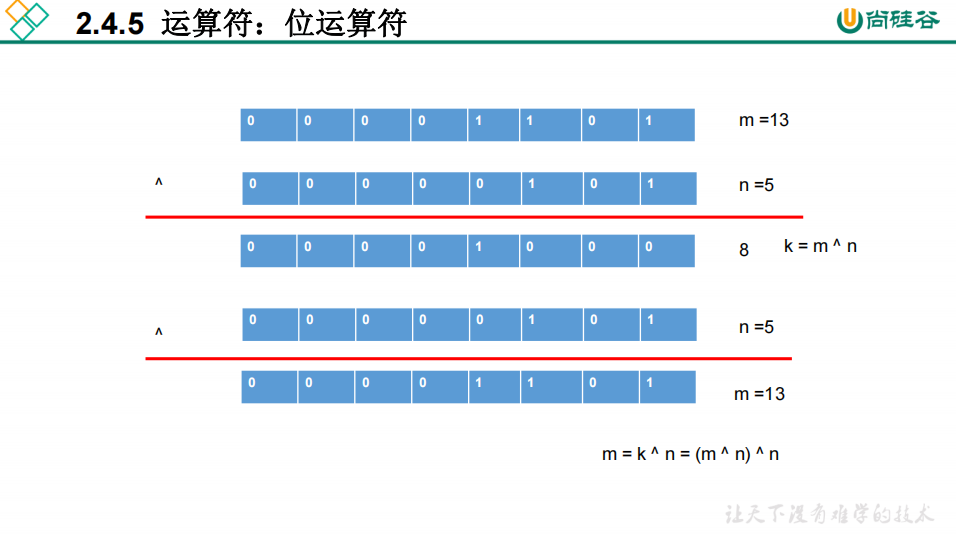 2.4.5 运算符：位运算符
尚硅谷
0 0 0 0 1 1 0 1 m =13
^ 0 0 0 0 0 1 0 1 n =5
0 0 0 0 1 0 0 0 8 k = m ^ n
^ 0 0 0 0 0 1 0 1 n =5
0 0 0 0 1 1 0 1 m =13
m = k ^ n = (m ^ n) ^ n
让天下没有难学的技术